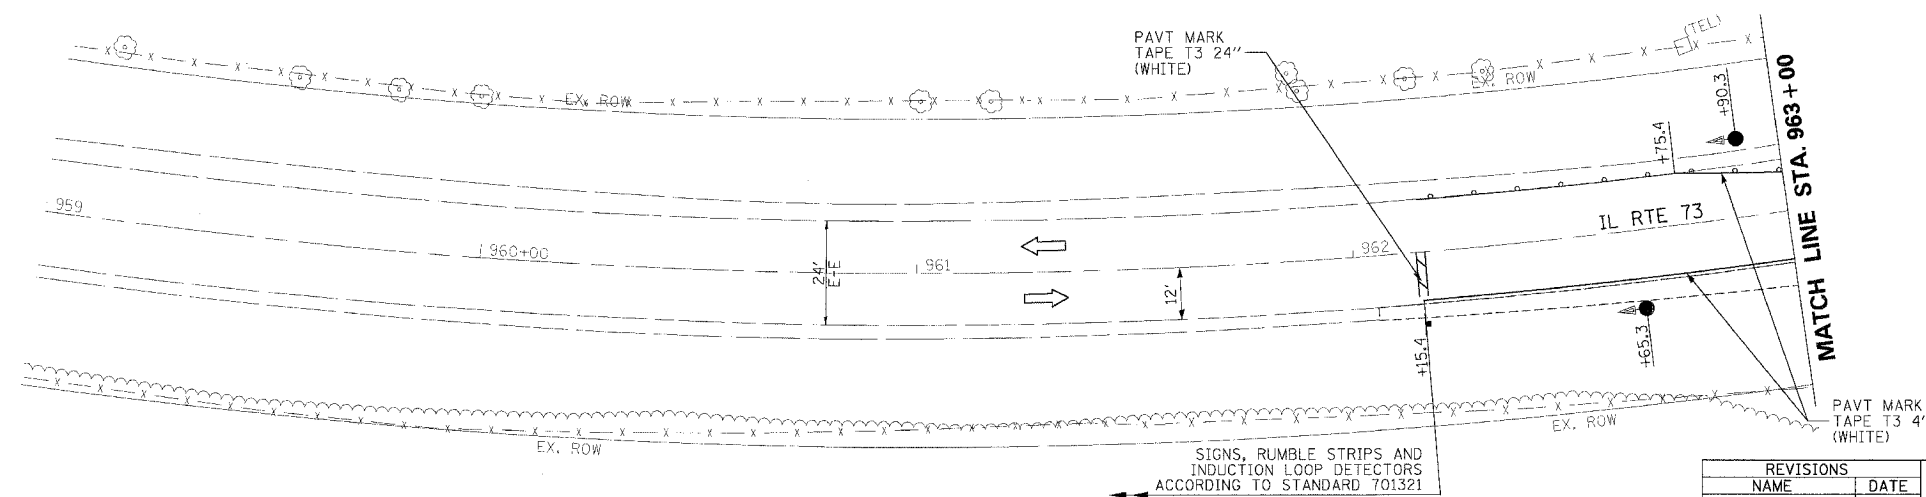 PAVT MARK
TAPE T3 24"
(WHITE)
(TEL)
EX. ROW
EX. ROW
+90.3
+75.4
MATCH LINE STA. 963+00
959
960+00
961
962
IL RTE 73
24'
E-E
12'
+15.4
+65.3
EX. ROW
EX. ROW
PAVT MARK
TAPE T3 4"
(WHITE)
SIGNS, RUMBLE STRIPS AND
INDUCTION LOOP DETECTORS
ACCORDING TO STANDARD 701321
REVISIONS
NAME DATE